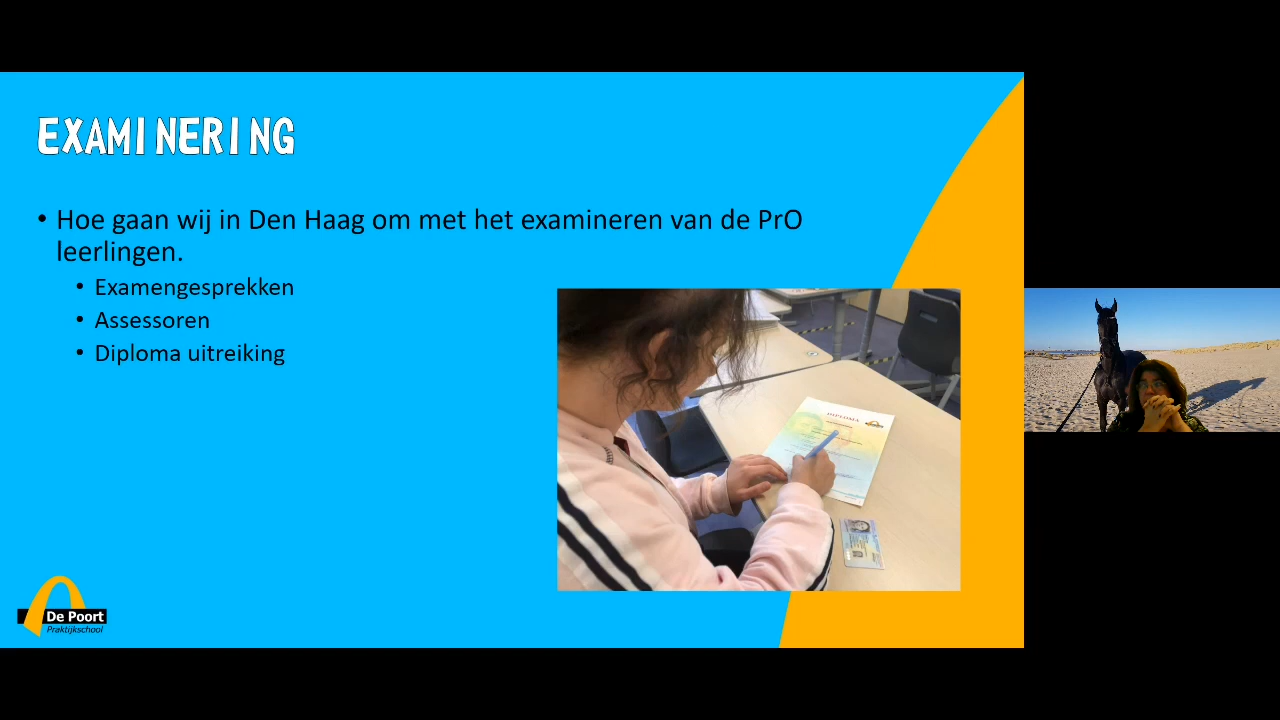 EXAMINERING
• Hoe gaan wij in Den Haag om met het examineren van de PrO
leerlingen.
• Examengesprekken
• Assessoren
• Diploma uitreiking
DIPLOMA
De Poort
Praktijkschool